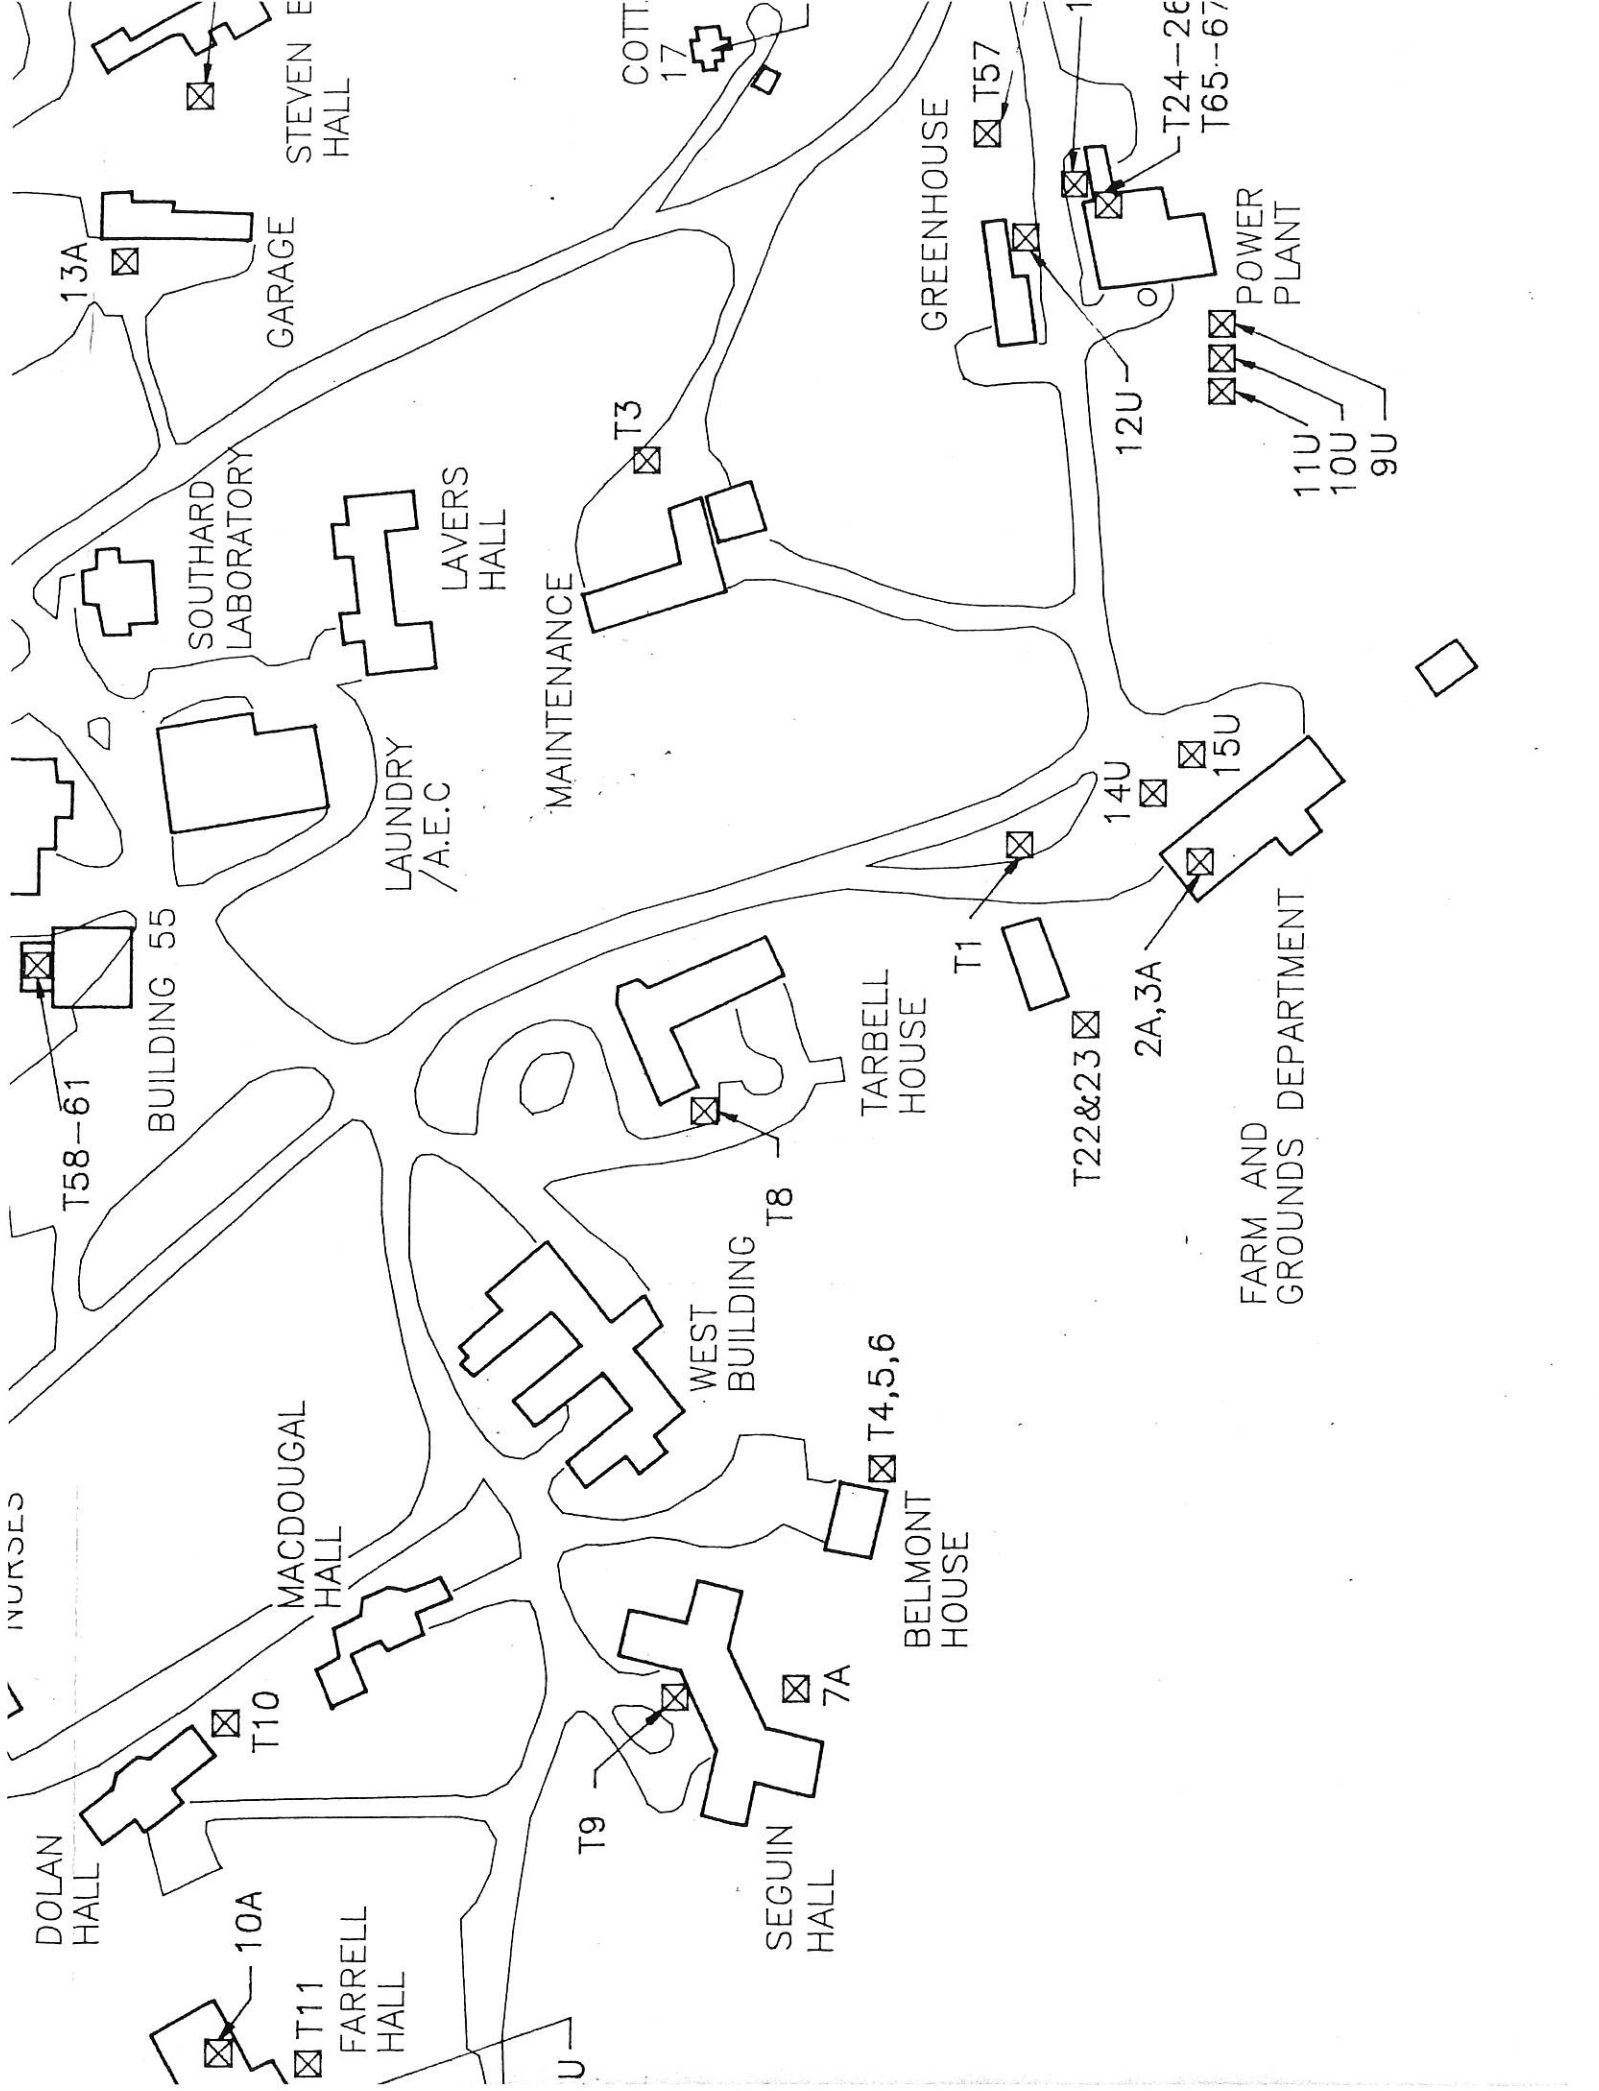 STEVEN
HALL
COTT
17
T57
T24-26
T65-67
13A
GARAGE
GREENHOUSE
POWER
PLANT
T3
12U
11U
10U
9U
SOUTHARD
LABORATORY
LAVERS
HALL
MAINTENANCE
LAUNDRY
/A.E.C
14U
15U
BUILDING 55
T58-61
T1
T22&23
2A,3A
TARBELL
HOUSE
T8
FARM AND
GROUNDS DEPARTMENT
WEST
BUILDING
T4,5,6
MACDOUGAL
HALL
BELMONT
HOUSE
NURSES
T10
7A
T9
DOLAN
HALL
SEGUIN
HALL
10A
T11
FARRELL
HALL
U